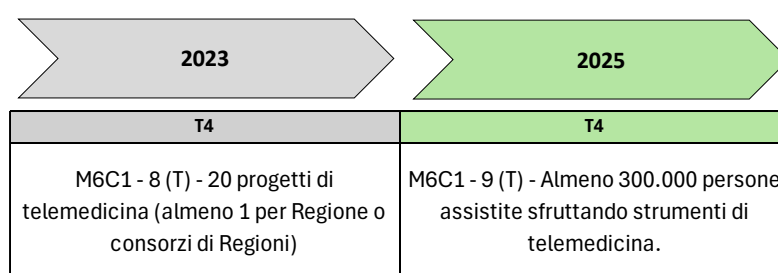 2023
2025
T4
T4
M6C1 - 8 (T) - 20 progetti di
telemedicina (almeno 1 per Regione o
consorzi di Regioni)
M6C1 - 9 (T) - Almeno 300.000 persone
assistite sfruttando strumenti di
telemedicina.